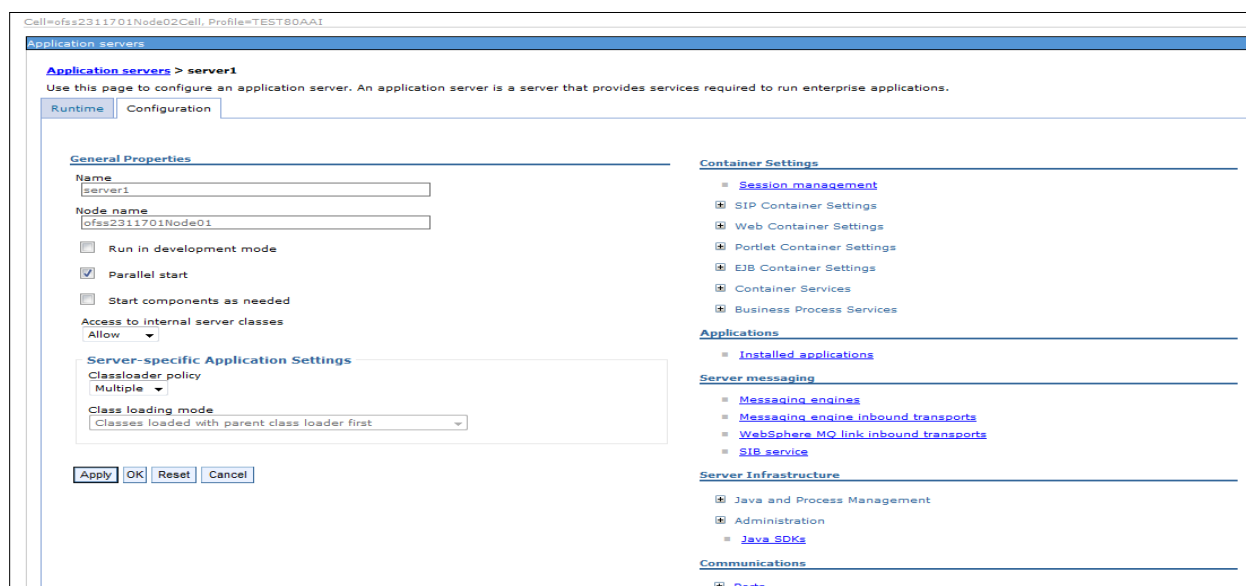 Cell=ofss2311701Node02Cell, Profile=TEST80AAI
Application servers
Application servers > server1
Use this page to configure an application server. An application server is a server that provides services required to run enterprise applications.
Runtime
Configuration
General Properties
Name
server1
Node name
ofss2311701Node01
Run in development mode
Parallel start
Start components as needed
Access to internal server classes
Allow
Server-specific Application Settings
Classloader policy
Multiple
Class loading mode
Classes loaded with parent class loader first
Apply OK Reset Cancel
Container Settings
Session management
SIP Container Settings
Web Container Settings
Portlet Container Settings
EJB Container Settings
Container Services
Business Process Services
Applications
Installed applications
Server messaging
Messaging engines
Messaging engine inbound transports
WebSphere MQ link inbound transports
SIB service
Server Infrastructure
Java and Process Management
Administration
Java SDKs
Communications
Ports